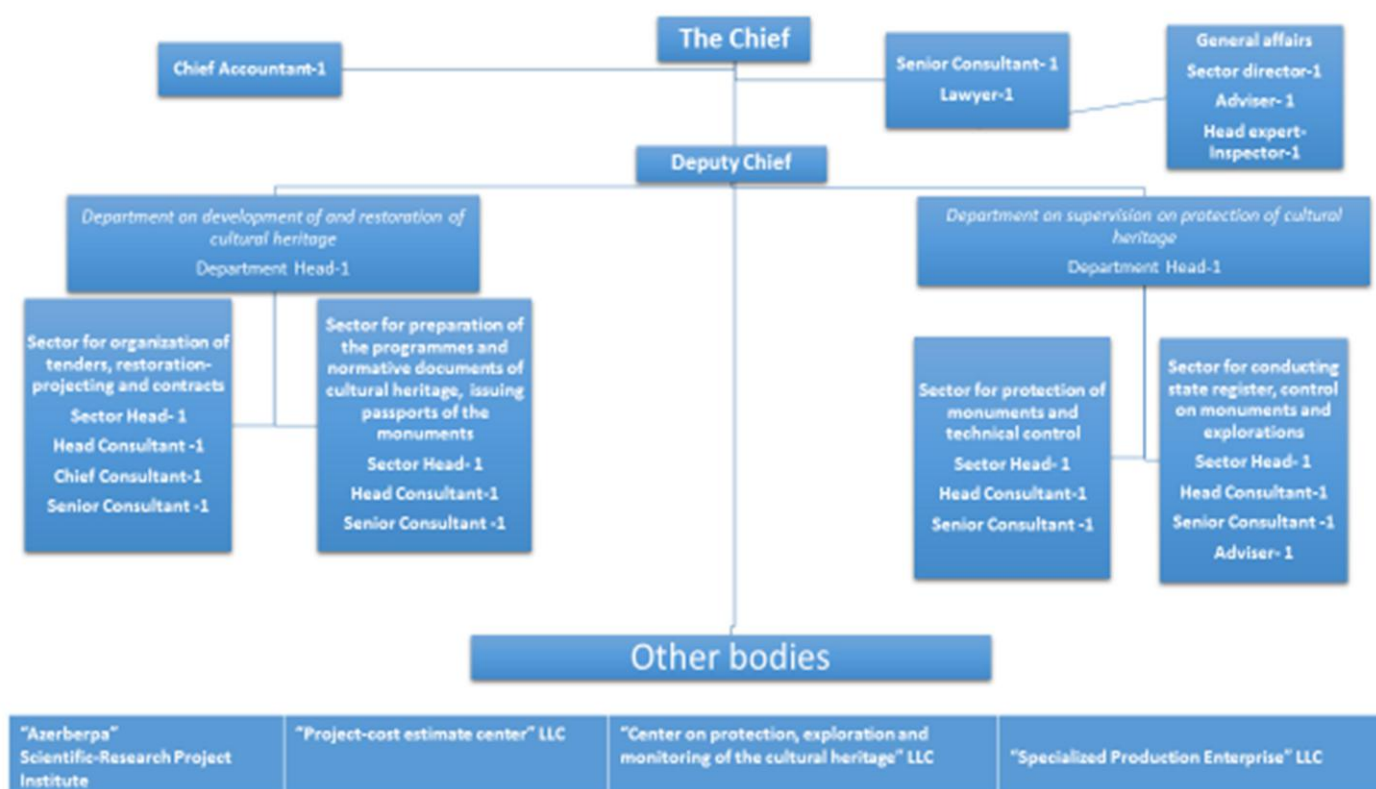 The Chief
Chief Accountant-1
Senior Consultant- 1
Lawyer-1
General affairs
Sector director-1
Adviser- 1
Head expert-
Inspector-1
Deputy Chief
Department on development of and restoration of
cultural heritage
Department Head-1
Department on supervision on protection of cultural
heritage
Department Head-1
Sector for organization of
tenders, restoration-
projecting and contracts
Sector Head- 1
Head Consultant -1
Chief Consultant-1
Senior Consultant -1
Sector for preparation of
the programmes and
normative documents of
cultural heritage, issuing
passports of the
monuments
Sector Head- 1
Head Consultant-1
Senior Consultant -1
Sector for protection of
monuments and
technical control
Sector Head- 1
Head Consultant-1
Senior Consultant -1
Sector for conducting
state register, control
on monuments and
explorations
Sector Head- 1
Head Consultant-1
Senior Consultant -1
Adviser- 1
Other bodies
"Azerberpa"
Scientific-Research Project
Institute
"Project-cost estimate center" LLC
"Center on protection, exploration and
monitoring of the cultural heritage" LLC
"Specialized Production Enterprise" LLC